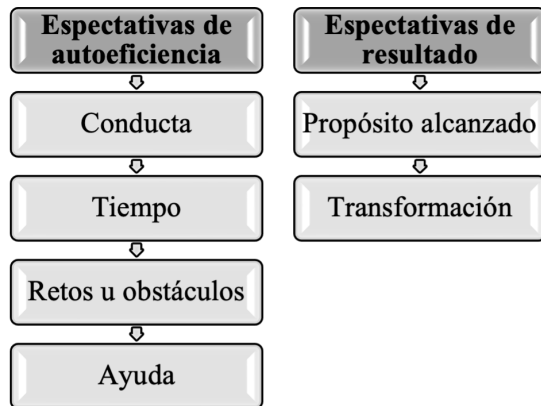 Espectativas de
autoeficiencia
Conducta
Tiempo
Retos u obstáculos
Ayuda
Espectativas de
resultado
Propósito alcanzado
Transformación